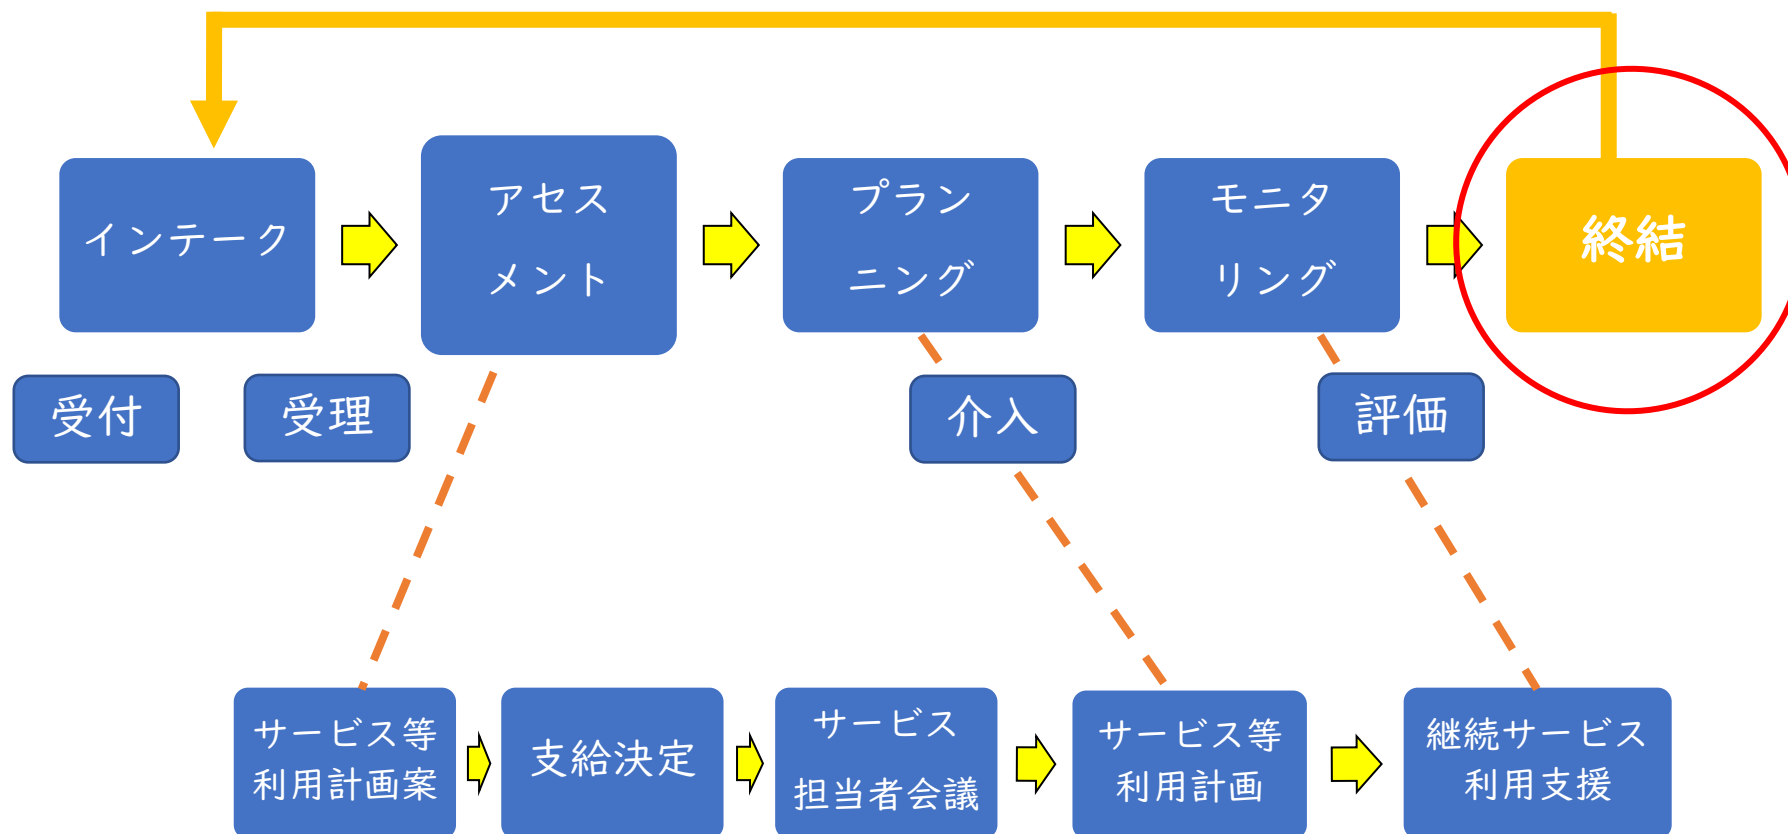 インテーク
アセス
メント
プラン
ニング
モニタ
リング
終結
受付
受理
介入
評価
サービス等
利用計画案
支給決定
サービス
担当者会議
サービス等
利用計画
継続サービス
利用支援